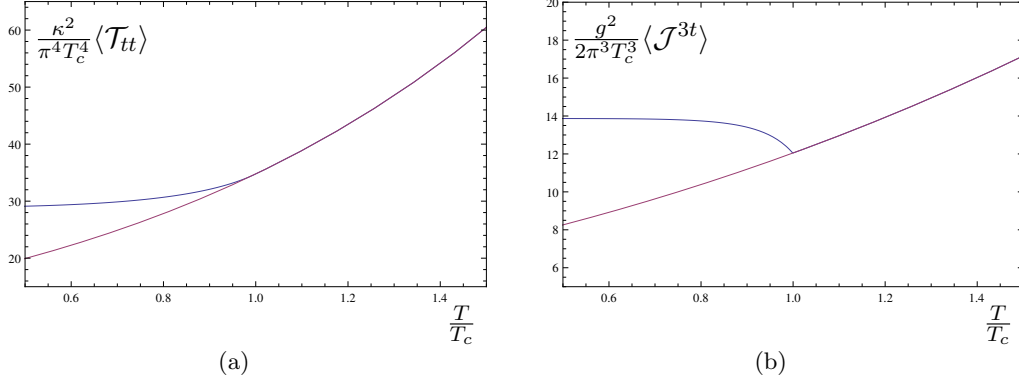 κ²/(π⁴T_c⁴)⟨𝒯_tt⟩
60
50
40
30
20
0.6 0.8 1.0 1.2 1.4
T/T_c
(a)
g²/(2π³T_c³)⟨𝒥^{3t}⟩
20
18
16
14
12
10
8
6
0.6 0.8 1.0 1.2 1.4
T/T_c
(b)